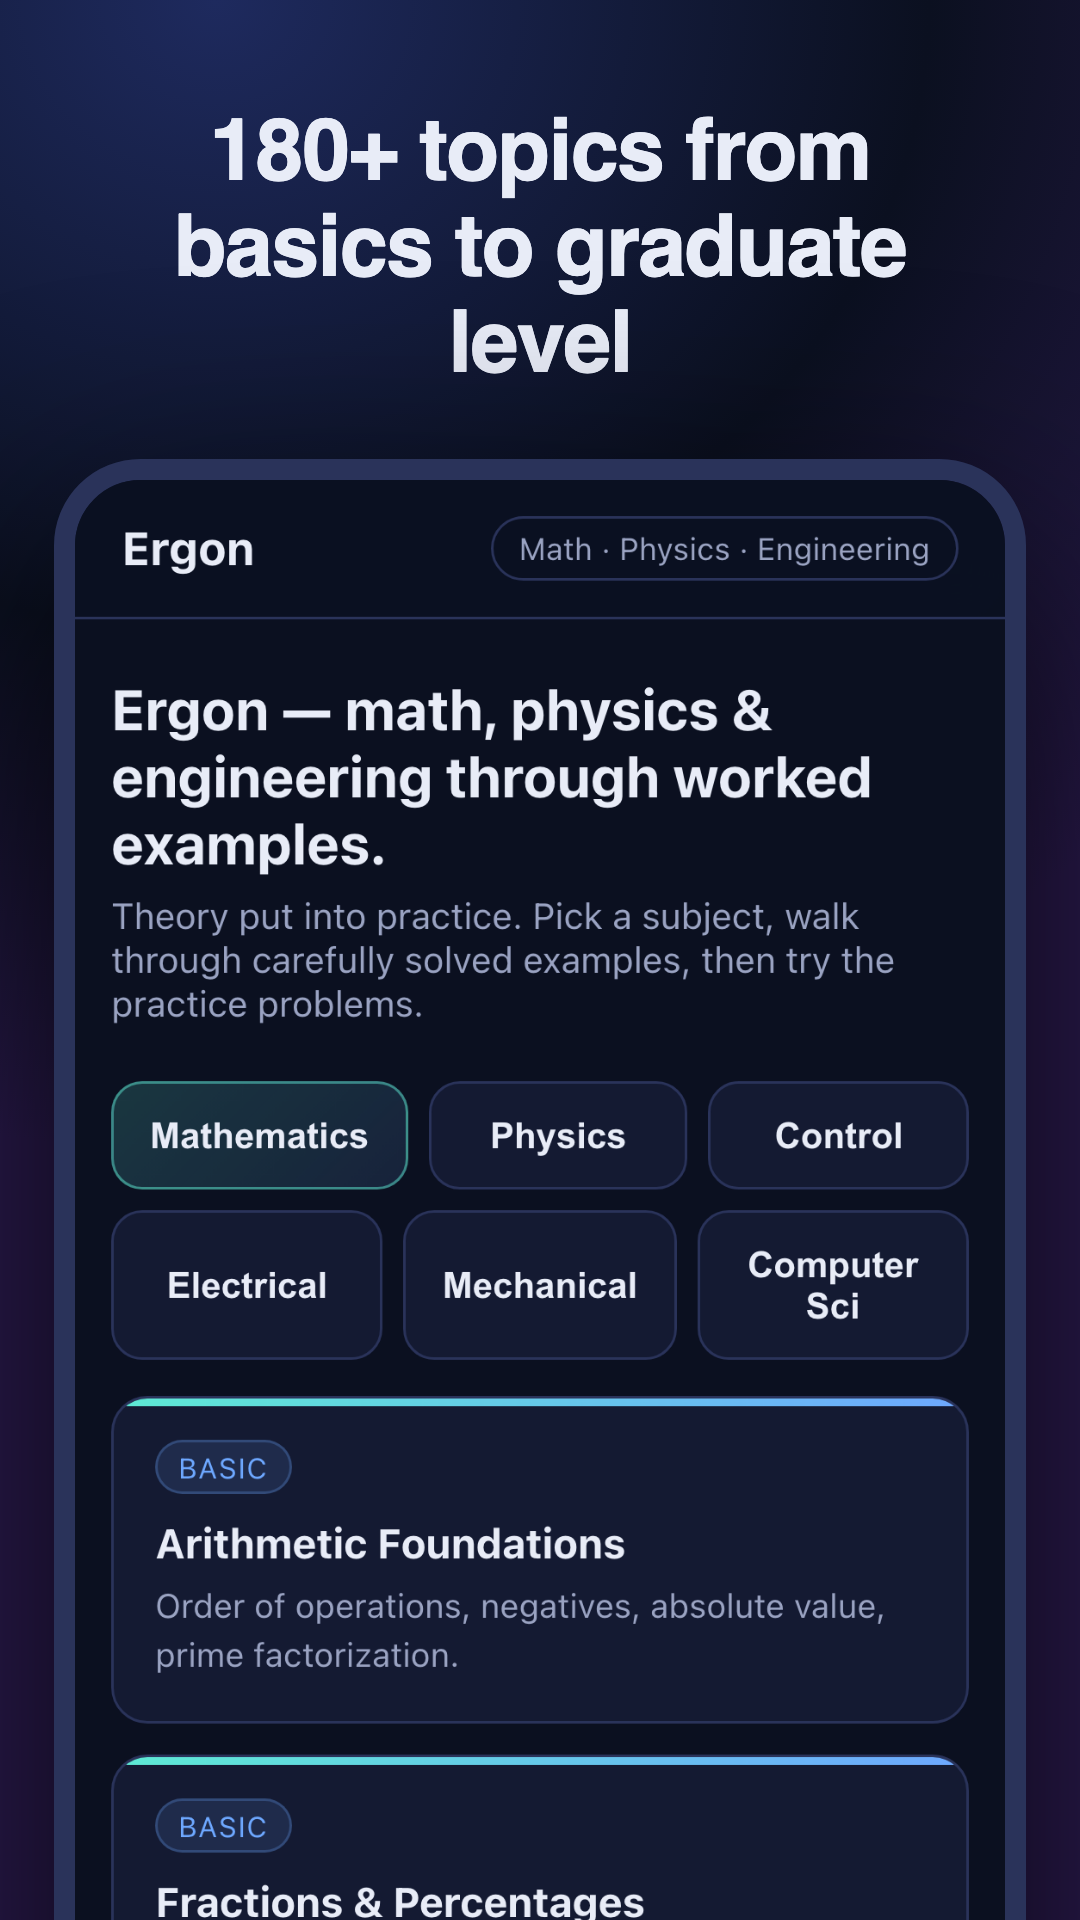 180+ topics from
basics to graduate
level
Ergon
Math · Physics · Engineering
Ergon — math, physics &
engineering through worked
examples.
Theory put into practice. Pick a subject, walk
through carefully solved examples, then try the
practice problems.
Mathematics
Physics
Control
Electrical
Mechanical
Computer
Sci
BASIC
Arithmetic Foundations
Order of operations, negatives, absolute value,
prime factorization.
BASIC
Fractions & Percentages